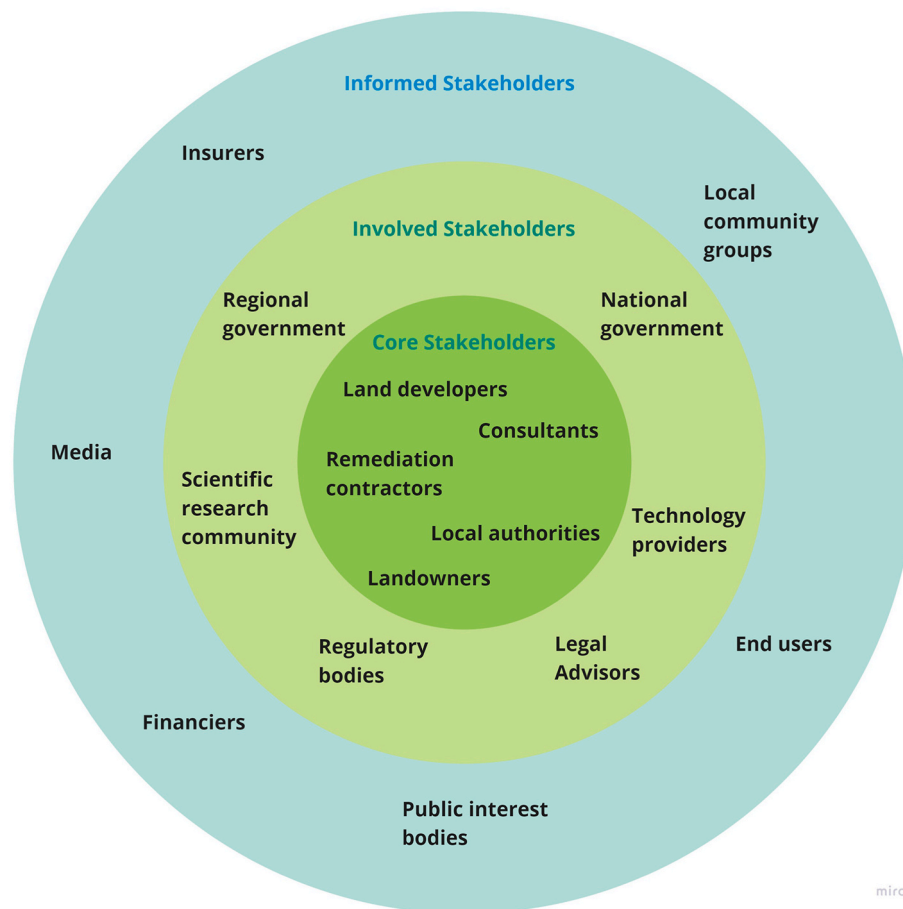 Informed Stakeholders
Insurers
Local
community
groups
Involved Stakeholders
Regional
government
National
government
Core Stakeholders
Land developers
Consultants
Media
Remediation
contractors
Scientific
research
community
Technology
providers
Local authorities
Landowners
Regulatory
bodies
Legal
Advisors
End users
Financiers
Public interest
bodies